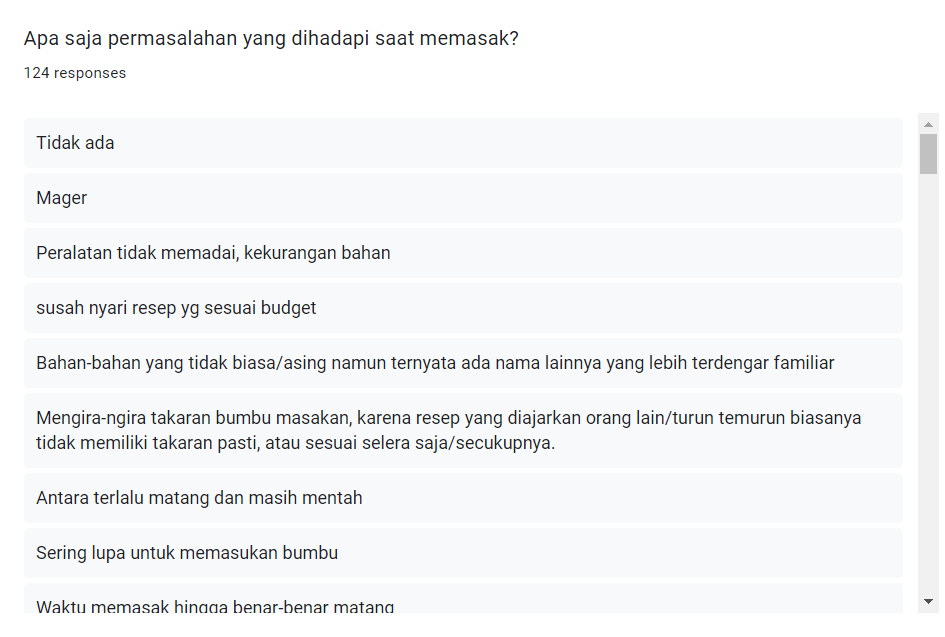 Apa saja permasalahan yang dihadapi saat memasak?
124 responses
Tidak ada
Mager
Peralatan tidak memadai, kekurangan bahan
susah nyari resep yg sesuai budget
Bahan-bahan yang tidak biasa/asing namun ternyata ada nama lainnya yang lebih terdengar familiar
Mengira-ngira takaran bumbu masakan, karena resep yang diajarkan orang lain/turun temurun biasanya
tidak memiliki takaran pasti, atau sesuai selera saja/secukupnya.
Antara terlalu matang dan masih mentah
Sering lupa untuk memasukan bumbu
Waktu memasak hingga benar-benar matang